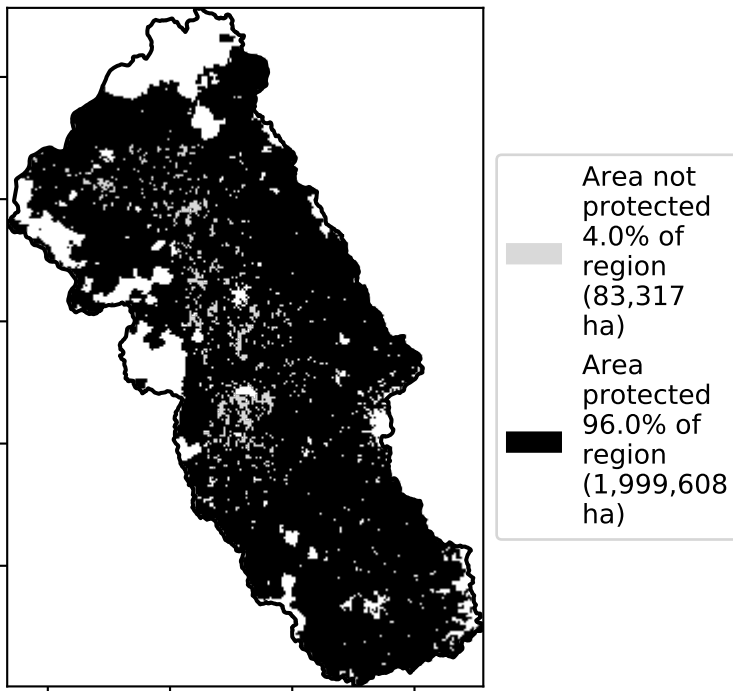 Area not
protected
4.0% of
region
(83,317
ha)
Area
protected
96.0% of
region
(1,999,608
ha)